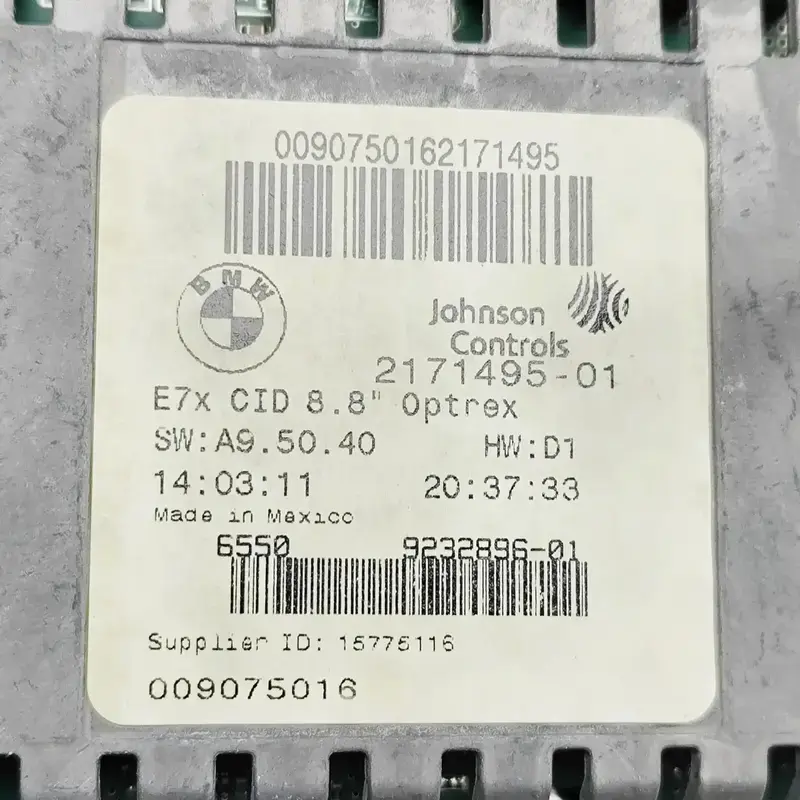 0090750162171495
BMW
Johnson
Controls
2171495-01
E7x CID 8.8" Optrex
SW:A9.50.40 HW:D1
14:03:11 20:37:33
Made in Mexico
6550 9232896-01
Supplier ID: 15775116
009075016